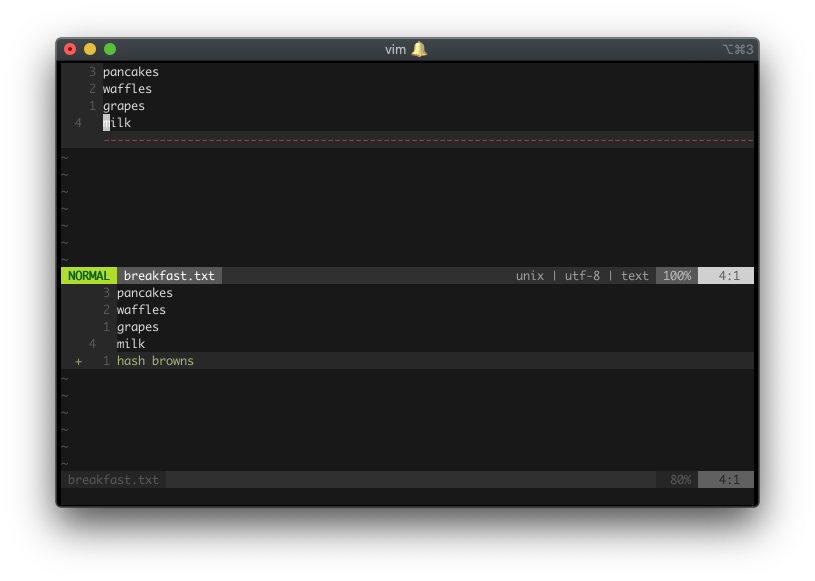 vim 🔔 ⌥⌘3
3 pancakes
2 waffles
1 grapes
4 milk
--------------------------------------------------------------------------------------------
~
~
~
~
~
~
~
NORMAL breakfast.txt unix | utf-8 | text 100% 4:1
3 pancakes
2 waffles
1 grapes
4 milk
+ 1 hash browns
~
~
~
~
~
~
breakfast.txt 80% 4:1